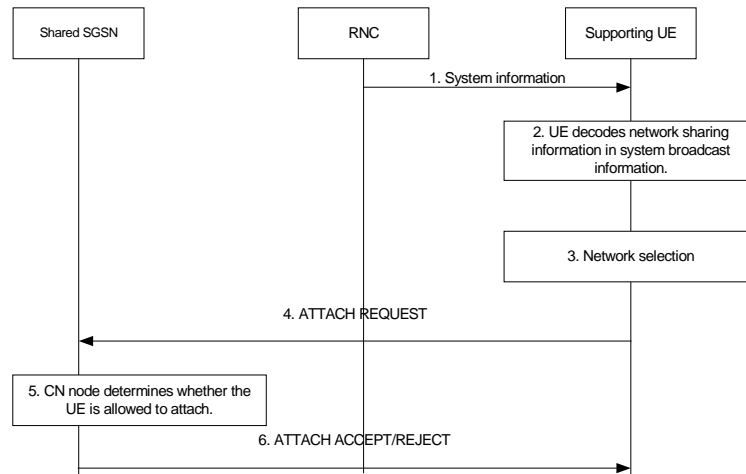 Shared SGSN
RNC
Supporting UE
1. System information
2. UE decodes network sharing
information in system broadcast
information.
3. Network selection
4. ATTACH REQUEST
5. CN node determines whether the
UE is allowed to attach.
6. ATTACH ACCEPT/REJECT